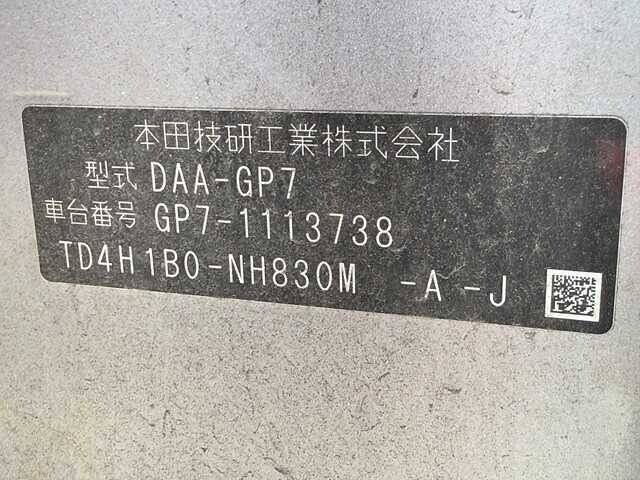 本田技研工業株式会社
型式 DAA-GP7
車台番号 GP7-1113738
TD4H1B0-NH830M -A-J